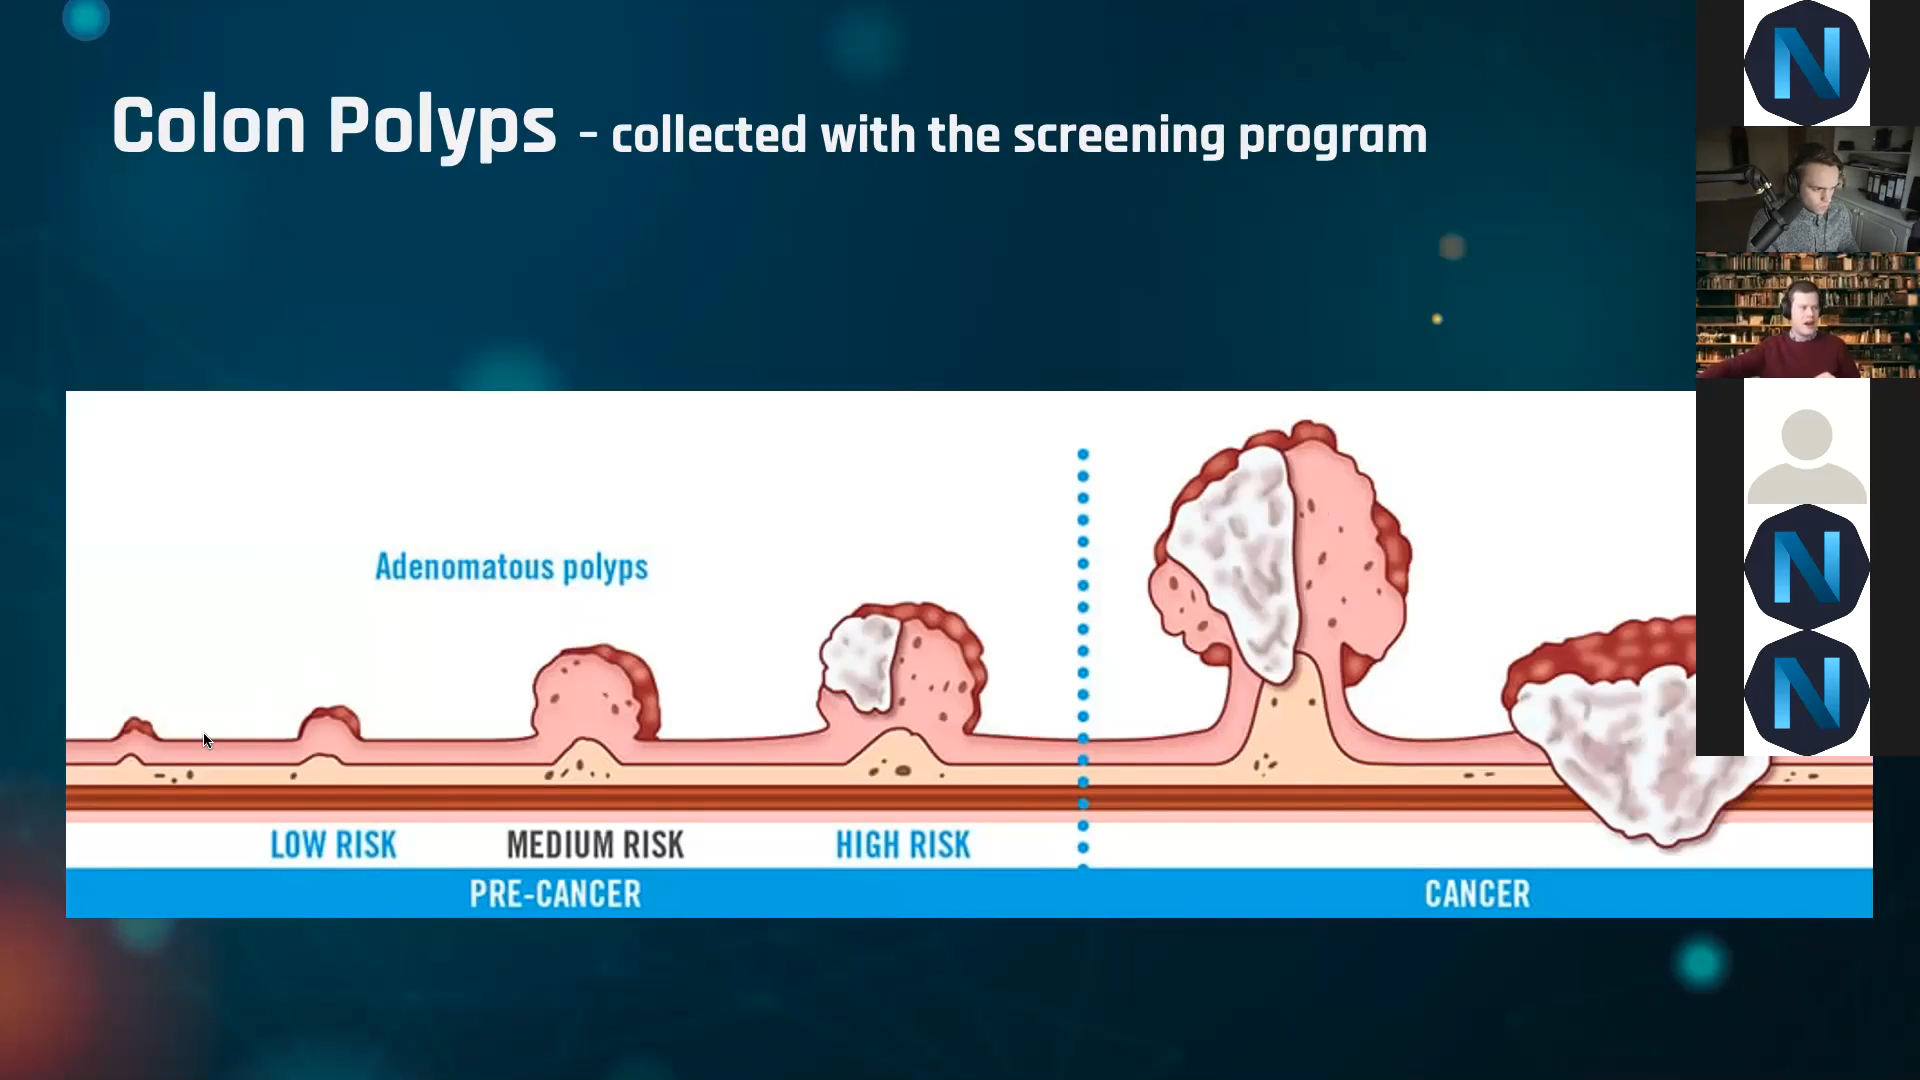 Colon Polyps – collected with the screening program
Adenomatous polyps
LOW RISK MEDIUM RISK HIGH RISK
PRE-CANCER CANCER
N
N
N